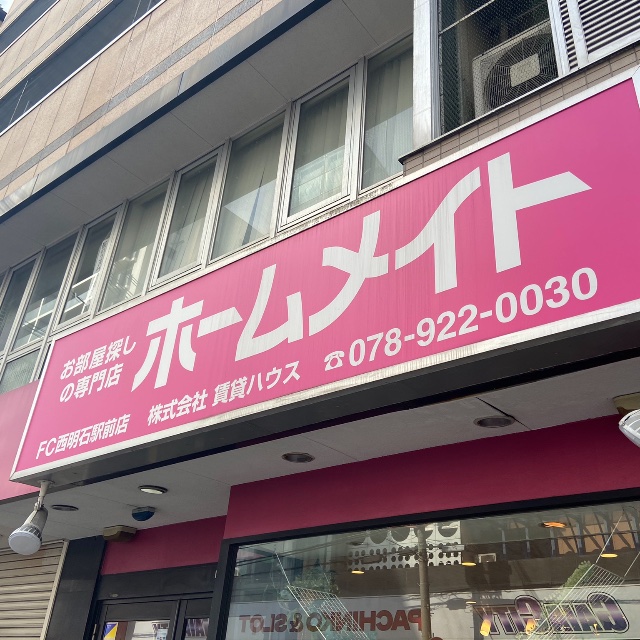 お部屋探し
の専門店
ホームメイト
FC西明石駅前店
株式会社 賃貸ハウス
☎078-922-0030
PACHINKO & SLOT